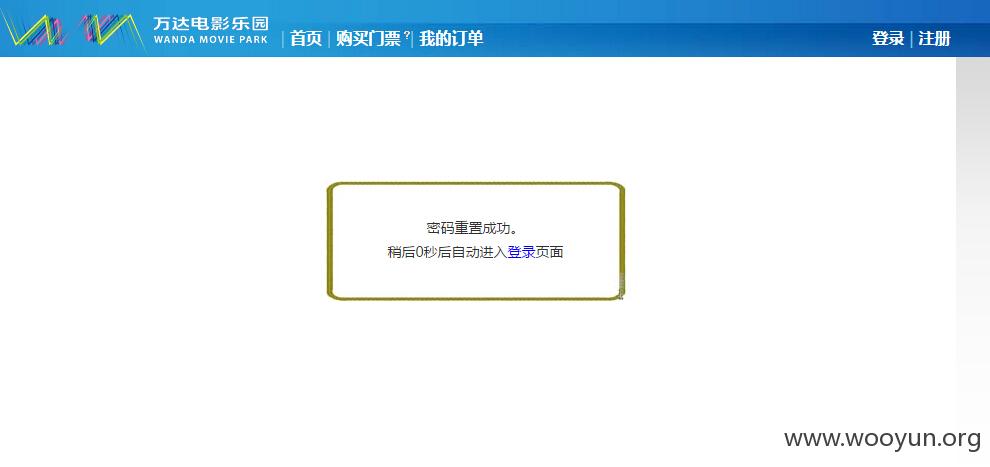 万达电影乐园
WANDA MOVIE PARK
| 首页 | 购买门票?| 我的订单
登录 | 注册
密码重置成功。
稍后0秒后自动进入登录页面
www.wooyun.org